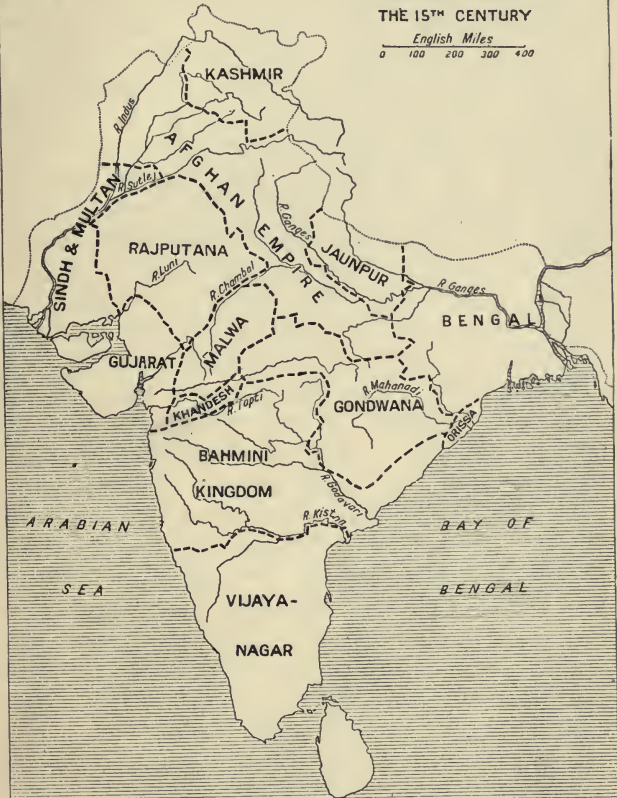 THE 15TH CENTURY
English Miles
0 100 200 300 400
KASHMIR
R. Indus
AFGHAN EMPIRE
R. Sutlej
SINDH & MULTAN
R. Ganges
JAUNPUR
RAJPUTANA
R. Luni
R. Chambal
R. Ganges
BENGAL
MALWA
GUJARAT
KHANDESH
R. Tapti
R. Mahanadi
GONDWANA
ORISSA
BAHMINI
KINGDOM
R. Godavari
R. Kistna
ARABIAN
SEA
BAY OF
BENGAL
VIJAYA-
NAGAR